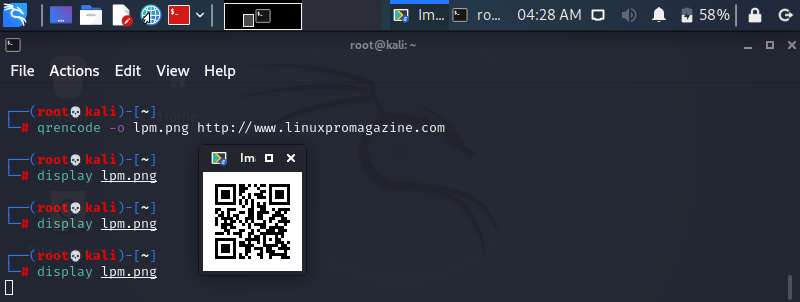 Im... ro... 04:28 AM 58%
root@kali: ~
File Actions Edit View Help
┌──(root💀kali)-[~]
└─# qrencode -o lpm.png http://www.linuxpromagazine.com
┌──(root💀kali)-[~]
└─# display lpm.png
Im
┌──(root💀kali)-[~]
└─# display lpm.png
┌──(root💀kali)-[~]
└─# display lpm.png